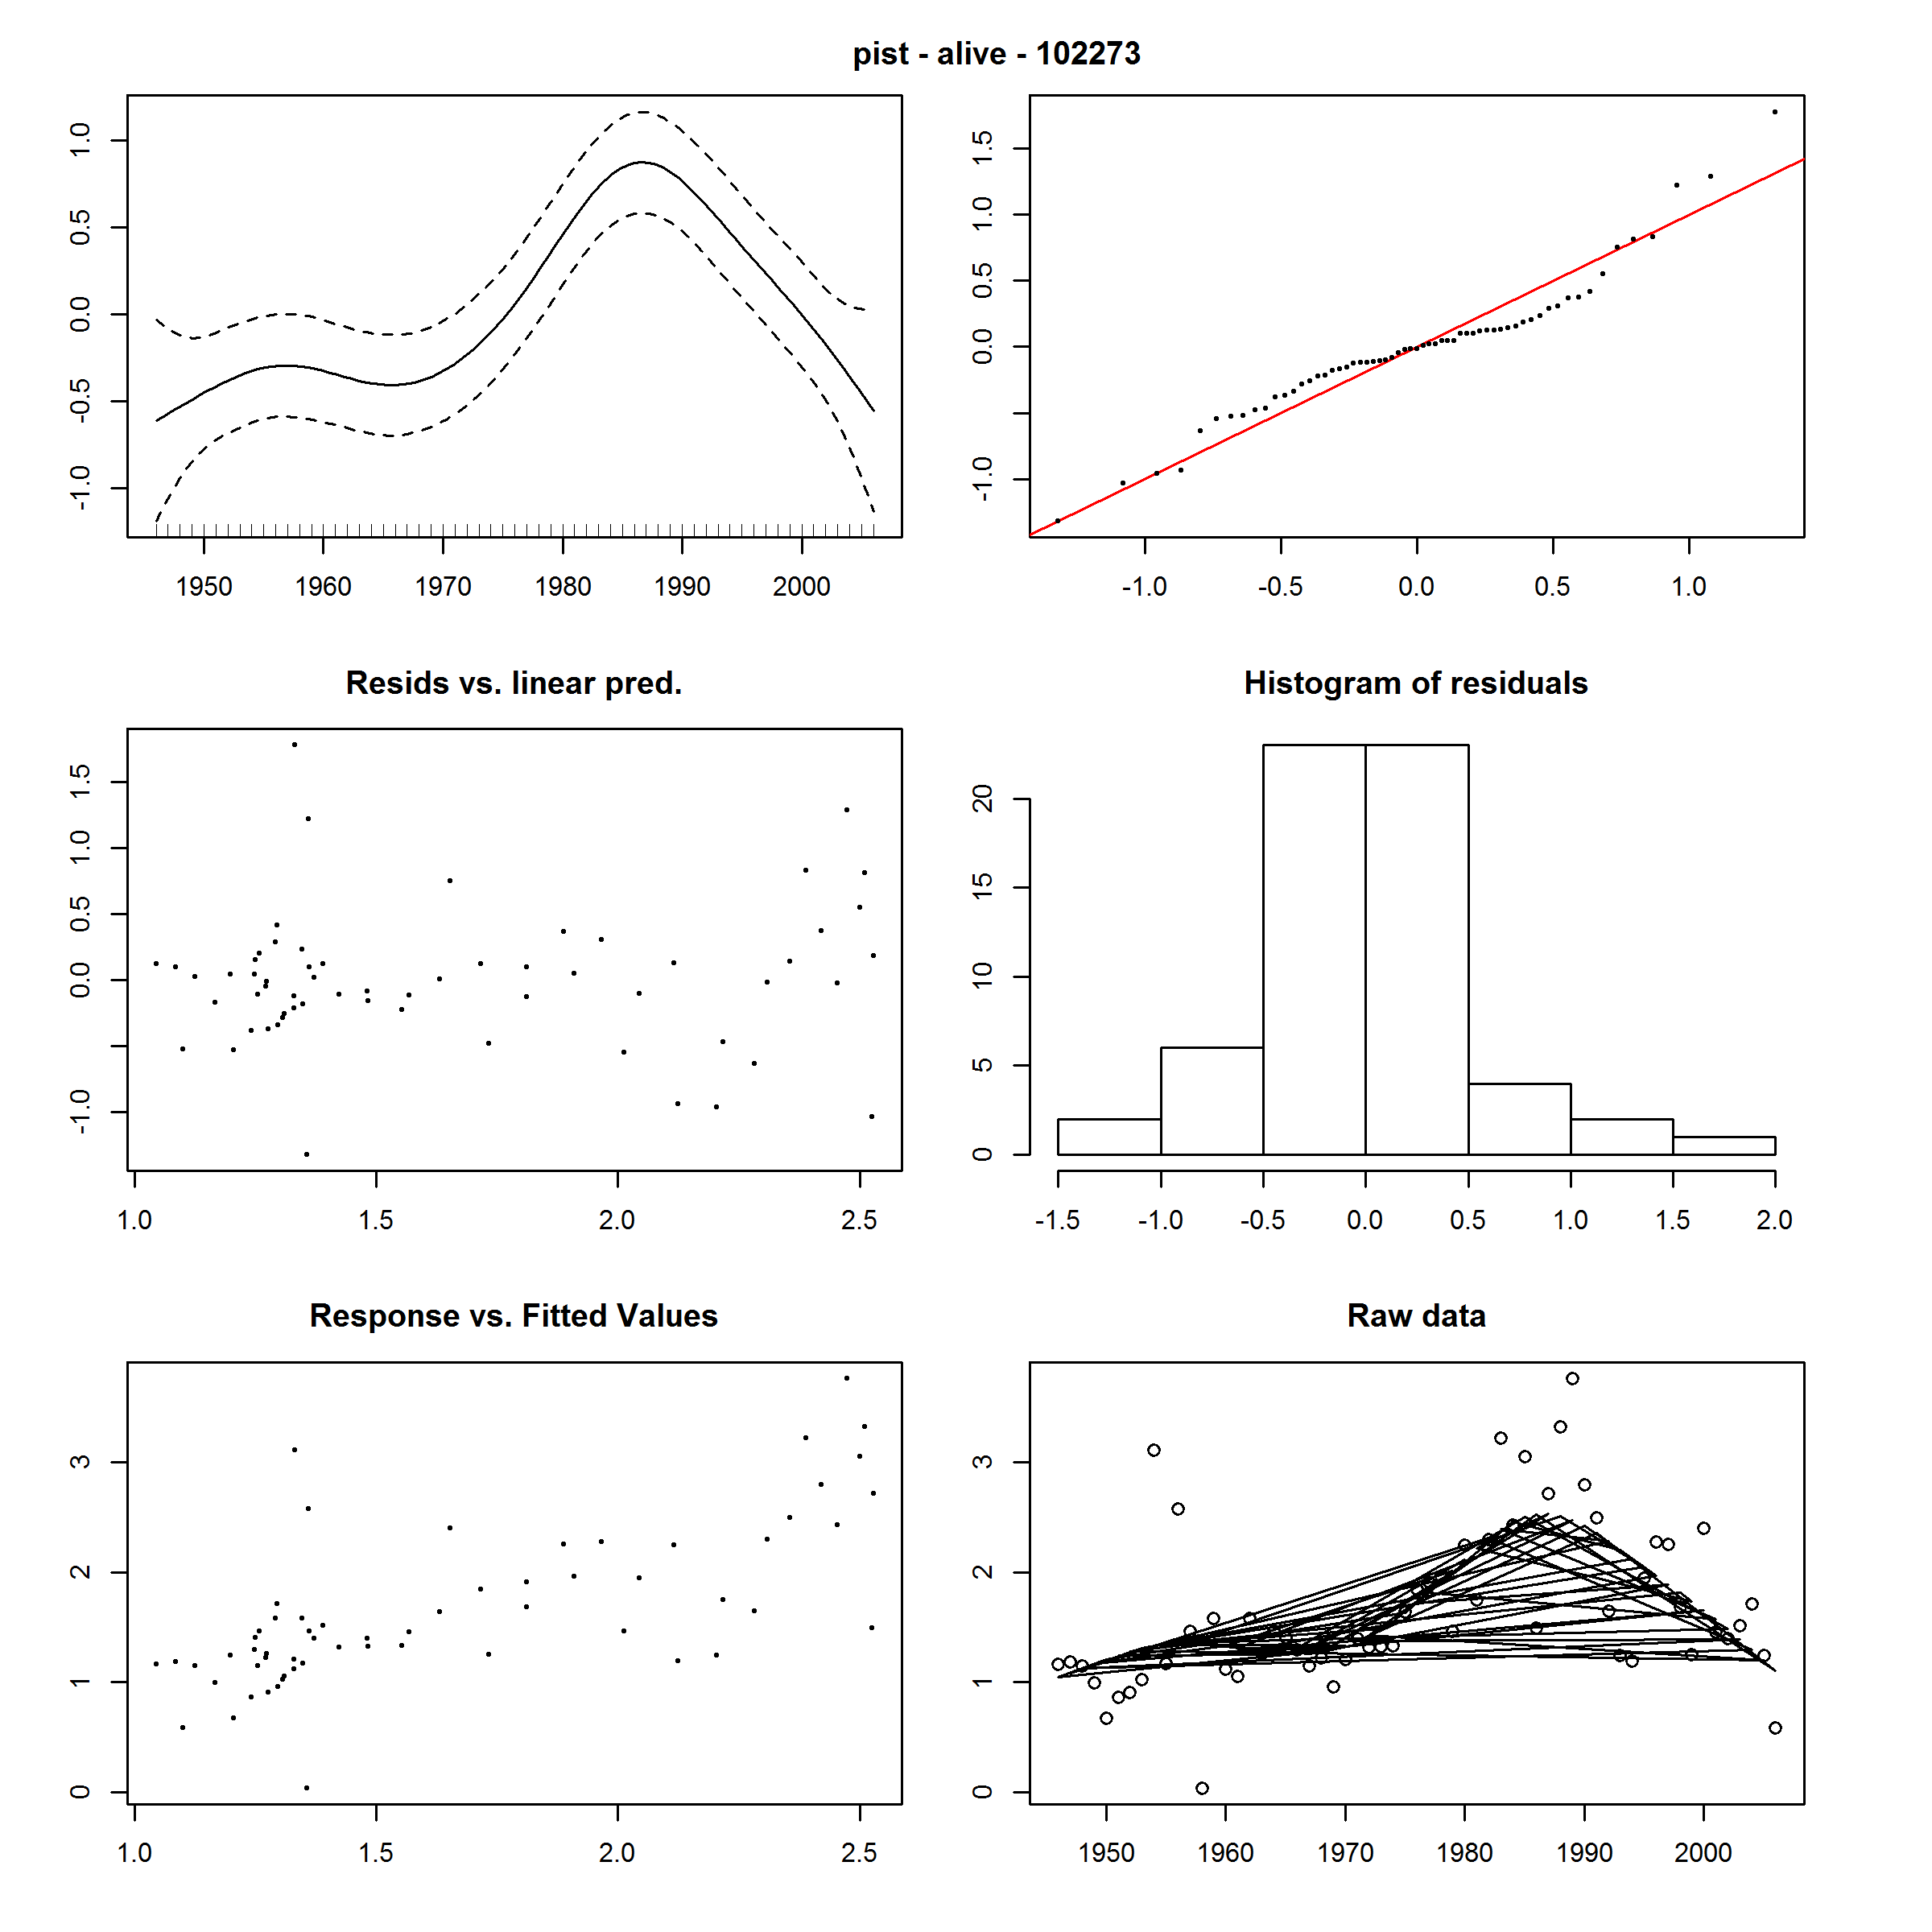 pist - alive - 102273
1.0
0.5
0.0
-0.5
-1.0
1950 1960 1970 1980 1990 2000
1.5
1.0
0.5
0.0
-1.0
-1.0 -0.5 0.0 0.5 1.0
Resids vs. linear pred.
1.5
1.0
0.5
0.0
-1.0
1.0 1.5 2.0 2.5
Histogram of residuals
20
15
10
5
0
-1.5 -1.0 -0.5 0.0 0.5 1.0 1.5 2.0
Response vs. Fitted Values
3
2
1
0
1.0 1.5 2.0 2.5
Raw data
3
2
1
0
1950 1960 1970 1980 1990 2000